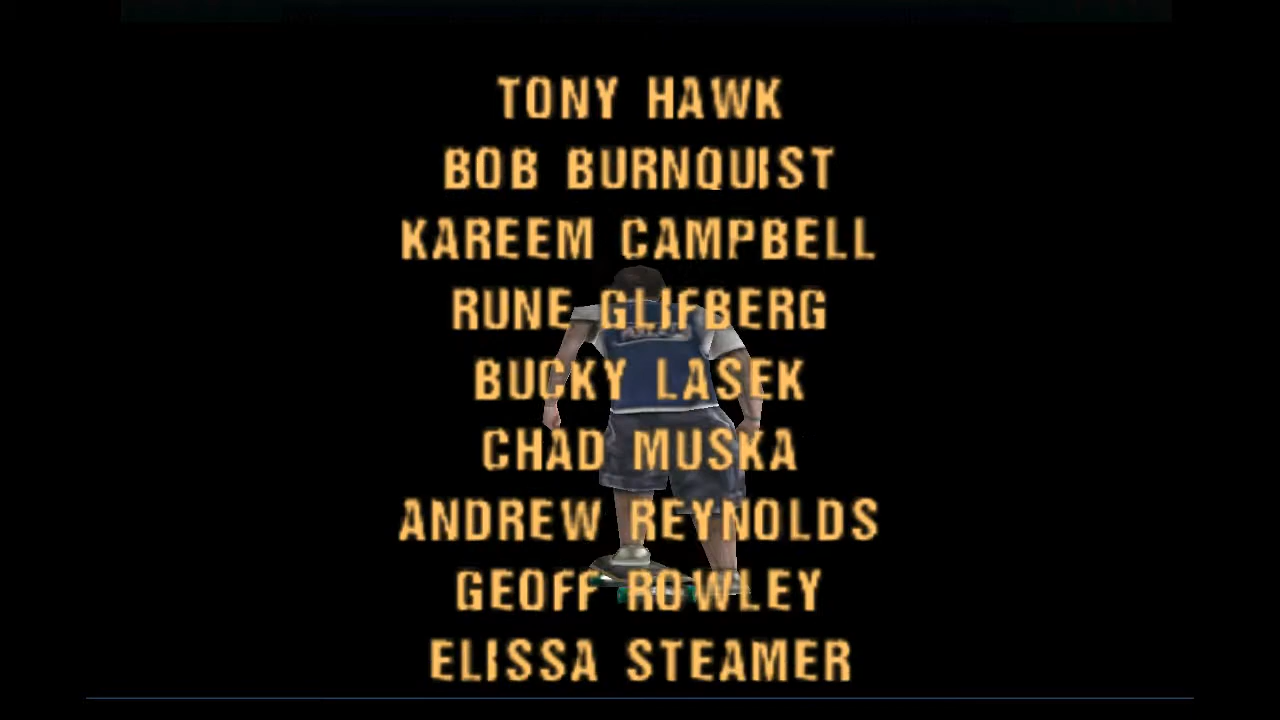 TONY HAWK
BOB BURNQUIST
KAREEM CAMPBELL
RUNE GLIFBERG
BUCKY LASEK
CHAD MUSKA
ANDREW REYNOLDS
GEOFF ROWLEY
ELISSA STEAMER